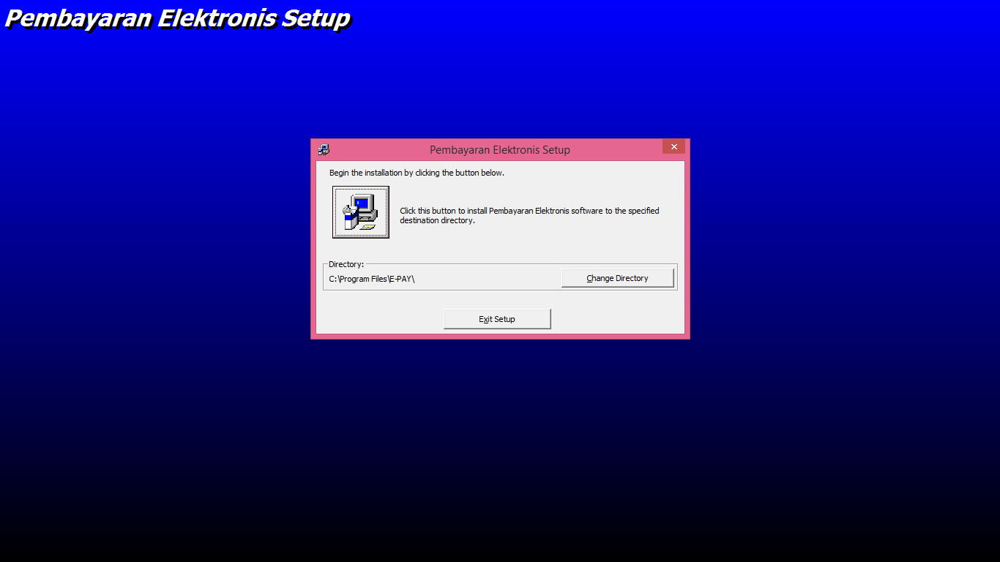 Pembayaran Elektronis Setup
Pembayaran Elektronis Setup
Begin the installation by clicking the button below.
Click this button to install Pembayaran Elektronis software to the specified
destination directory.
Directory:
C:\Program Files\E-PAY\
Change Directory
Exit Setup